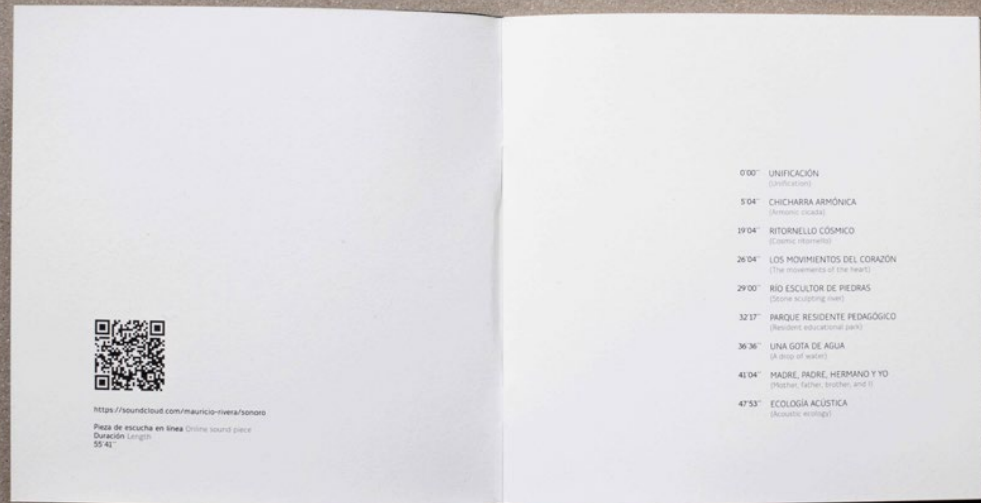 https://soundcloud.com/mauricio-rivera/sonoro
Pieza de escucha en línea Online sound piece
Duración Length
55'41''
0'00'' UNIFICACIÓN
(Unification)
5'04'' CHICHARRA ARMÓNICA
(Armonic cicada)
19'04'' RITORNELLO CÓSMICO
(Cosmic ritornello)
26'04'' LOS MOVIMIENTOS DEL CORAZÓN
(The movements of the heart)
29'00'' RÍO ESCULTOR DE PIEDRAS
(Stone sculpting river)
32'17'' PARQUE RESIDENTE PEDAGÓGICO
(Resident educational park)
36'36'' UNA GOTA DE AGUA
(A drop of water)
41'04'' MADRE, PADRE, HERMANO Y YO
(Mother, father, brother, and I)
47'53'' ECOLOGÍA ACÚSTICA
(Acoustic ecology)